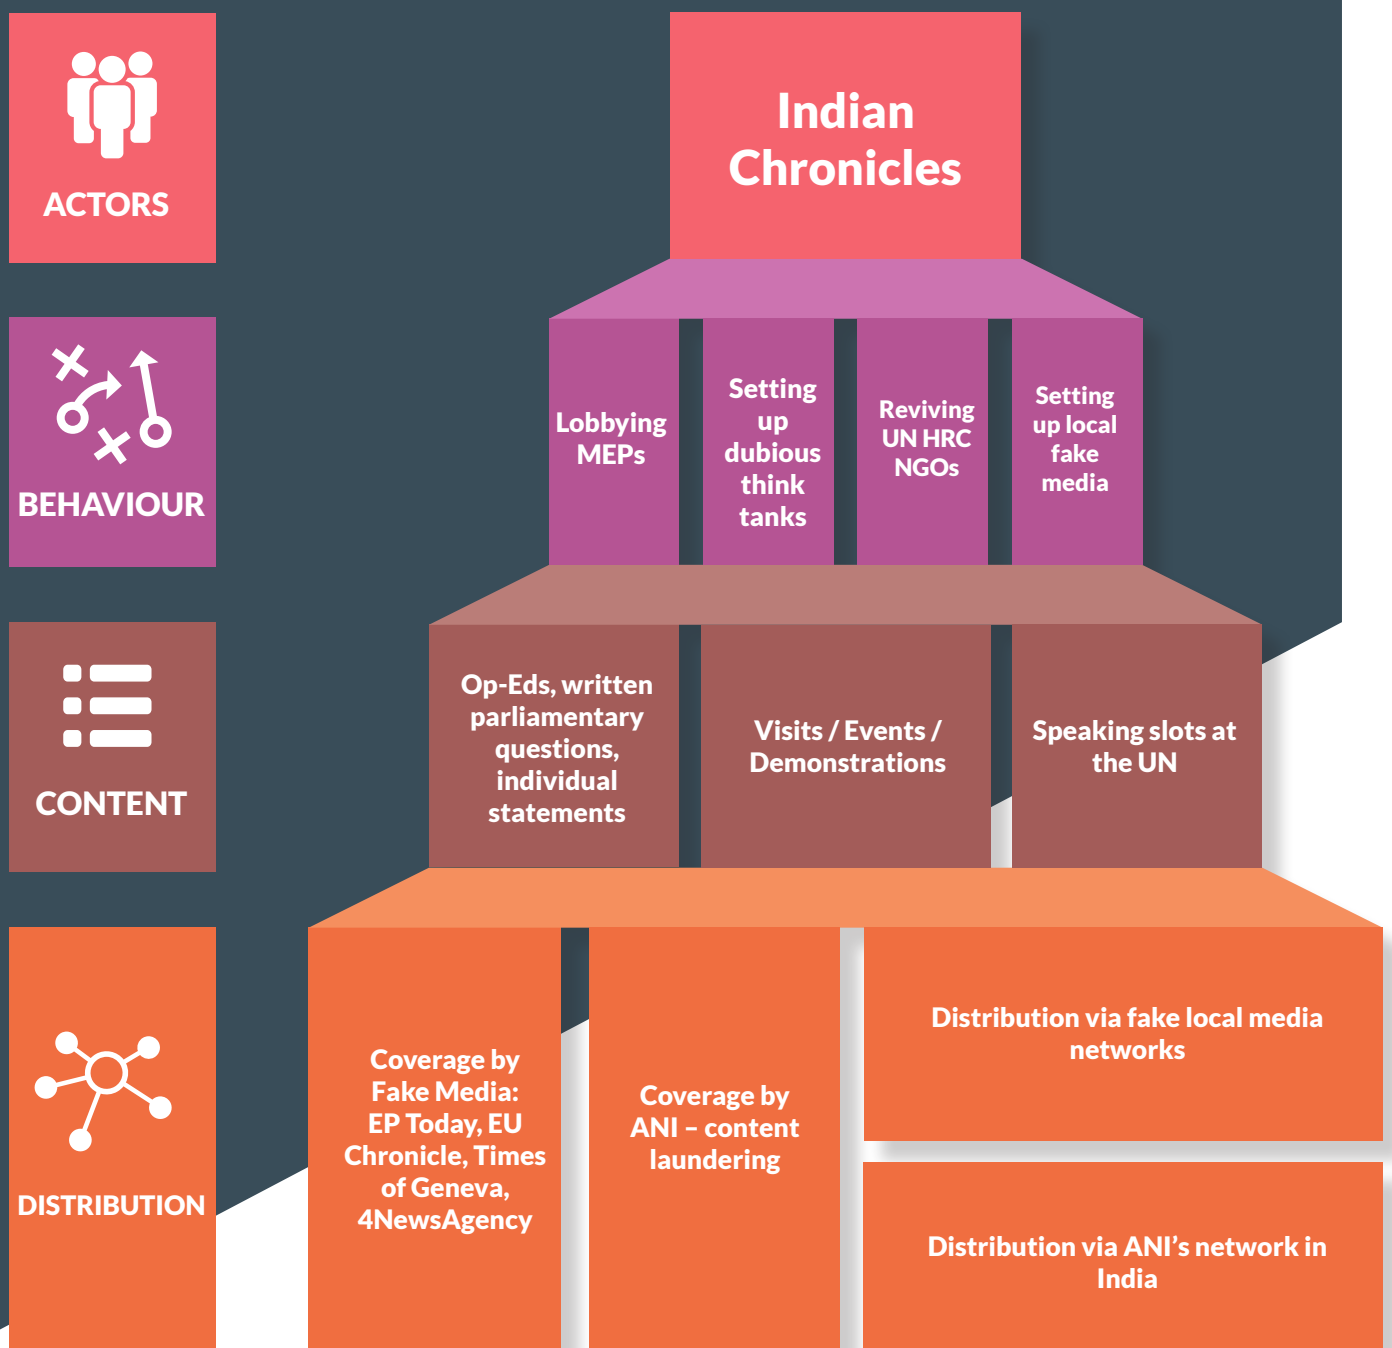 ACTORS
Indian
Chronicles
BEHAVIOUR
Lobbying
MEPs
Setting
up
dubious
think
tanks
Reviving
UN HRC
NGOs
Setting
up local
fake
media
CONTENT
Op-Eds, written
parliamentary
questions,
individual
statements
Visits / Events /
Demonstrations
Speaking slots at
the UN
DISTRIBUTION
Coverage by
Fake Media:
EP Today, EU
Chronicle, Times
of Geneva,
4NewsAgency
Coverage by
ANI – content
laundering
Distribution via fake local media
networks
Distribution via ANI’s network in
India